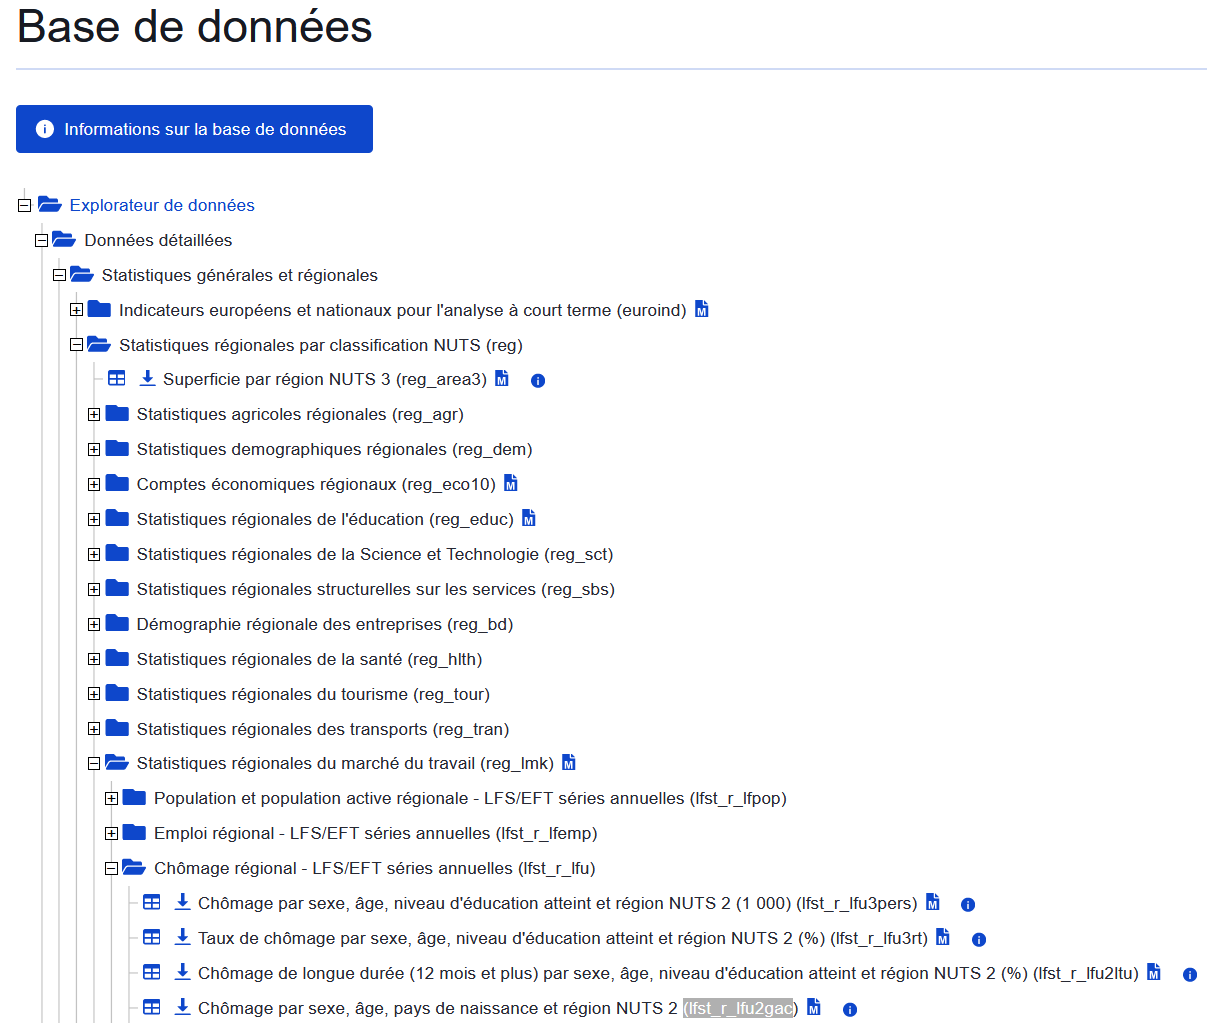 Base de données
Informations sur la base de données
Explorateur de données
Données détaillées
Statistiques générales et régionales
Indicateurs européens et nationaux pour l'analyse à court terme (euroind)
Statistiques régionales par classification NUTS (reg)
Superficie par région NUTS 3 (reg_area3)
Statistiques agricoles régionales (reg_agr)
Statistiques demographiques régionales (reg_dem)
Comptes économiques régionaux (reg_eco10)
Statistiques régionales de l'éducation (reg_educ)
Statistiques régionales de la Science et Technologie (reg_sct)
Statistiques régionales structurelles sur les services (reg_sbs)
Démographie régionale des entreprises (reg_bd)
Statistiques régionales de la santé (reg_hlth)
Statistiques régionales du tourisme (reg_tour)
Statistiques régionales des transports (reg_tran)
Statistiques régionales du marché du travail (reg_lmk)
Population et population active régionale - LFS/EFT séries annuelles (lfst_r_lfpop)
Emploi régional - LFS/EFT séries annuelles (lfst_r_lfemp)
Chômage régional - LFS/EFT séries annuelles (lfst_r_lfu)
Chômage par sexe, âge, niveau d'éducation atteint et région NUTS 2 (1 000) (lfst_r_lfu3pers)
Taux de chômage par sexe, âge, niveau d'éducation atteint et région NUTS 2 (%) (lfst_r_lfu3rt)
Chômage de longue durée (12 mois et plus) par sexe, âge, niveau d'éducation atteint et région NUTS 2 (%) (lfst_r_lfu2ltu)
Chômage par sexe, âge, pays de naissance et région NUTS 2 (lfst_r_lfu2gac)